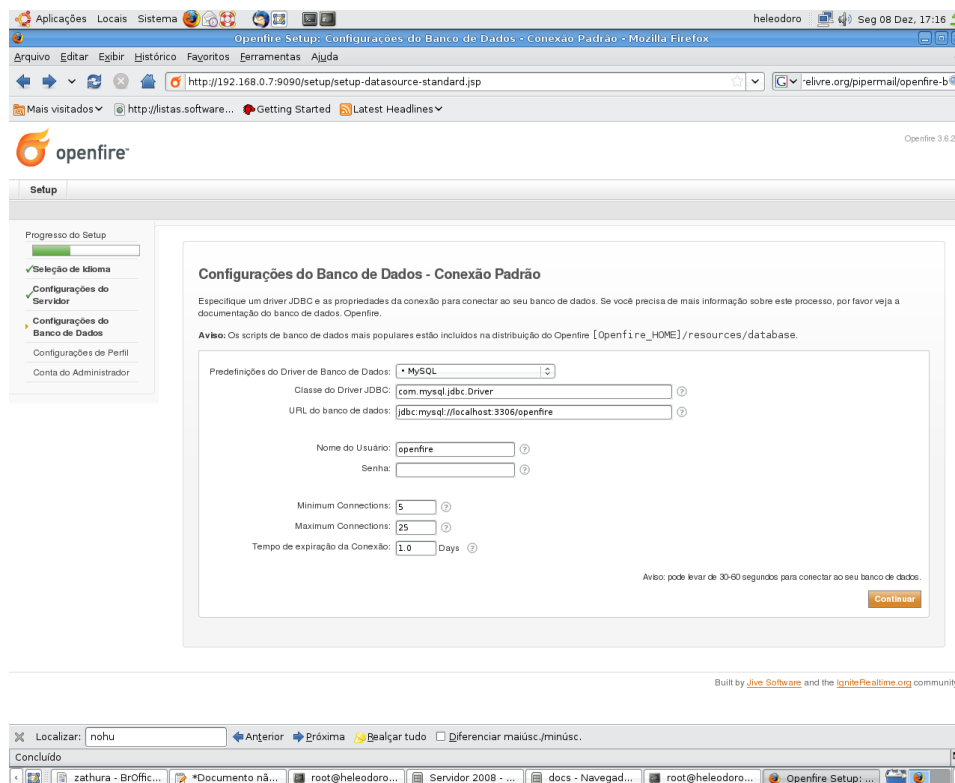 Aplicações Locais Sistema heleodoro Seg 08 Dez, 17:16
Openfire Setup: Configurações do Banco de Dados - Conexão Padrão - Mozilla Firefox
Arquivo Editar Exibir Histórico Favoritos Ferramentas Ajuda
http://192.168.0.7:9090/setup/setup-datasource-standard.jsp
relivre.org/pipermail/openfire-b
Mais visitados http://listas.software... Getting Started Latest Headlines
openfire
Openfire 3.6.2
Setup
Progresso do Setup
Seleção de Idioma
Configurações do
Servidor
Configurações do
Banco de Dados
Configurações de Perfil
Conta do Administrador
Configurações do Banco de Dados - Conexão Padrão
Especifique um driver JDBC e as propriedades da conexão para conectar ao seu banco de dados. Se você precisa de mais informação sobre este processo, por favor veja a
documentação do banco de dados. Openfire.
Aviso: Os scripts de banco de dados mais populares estão incluídos na distribuição do Openfire [Openfire_HOME]/resources/database.
Predefinições do Driver de Banco de Dados: • MySQL
Classe do Driver JDBC: com.mysql.jdbc.Driver
URL do banco de dados: jdbc:mysql://localhost:3306/openfire
Nome do Usuário: openfire
Senha:
Minimum Connections: 5
Maximum Connections: 25
Tempo de expiração da Conexão: 1.0 Days
Aviso: pode levar de 30-60 segundos para conectar ao seu banco de dados.
Continuar
Built by Jive Software and the IgniteRealtime.org community
Localizar: nohu Anterior Próxima Realçar tudo Diferenciar maiúsc./minúsc.
Concluído
zathura - BrOffic... *Documento nã... root@heleodoro... Servidor 2008 - ... docs - Navegad... root@heleodoro... Openfire Setup: ...